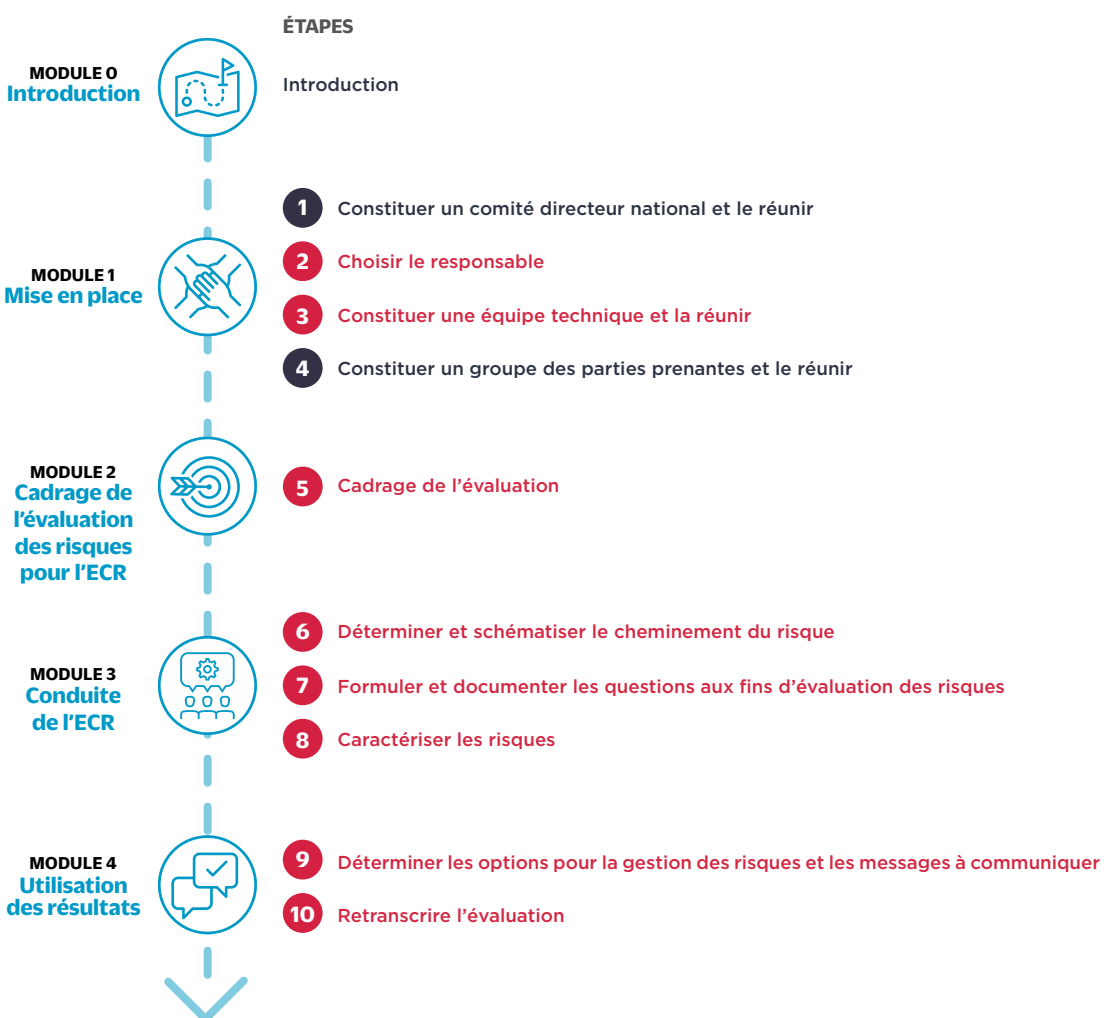 ÉTAPES
MODULE 0
Introduction
Introduction
MODULE 1
Mise en place
1 Constituer un comité directeur national et le réunir
2 Choisir le responsable
3 Constituer une équipe technique et la réunir
4 Constituer un groupe des parties prenantes et le réunir
MODULE 2
Cadrage de
l’évaluation
des risques
pour l’ECR
5 Cadrage de l’évaluation
MODULE 3
Conduite
de l’ECR
6 Déterminer et schématiser le cheminement du risque
7 Formuler et documenter les questions aux fins d’évaluation des risques
8 Caractériser les risques
MODULE 4
Utilisation
des résultats
9 Déterminer les options pour la gestion des risques et les messages à communiquer
10 Retranscrire l’évaluation